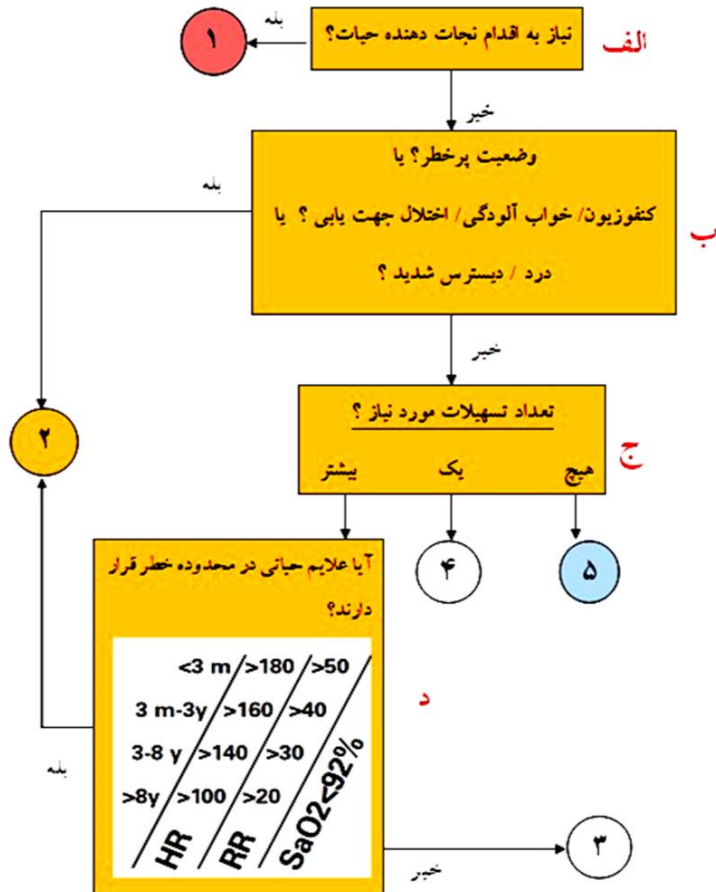 الف
نیاز به اقدام نجات دهنده حیات؟
بله
۱
خیر
ب
وضعیت پرخطر؟ یا
کنفوزیون/ خواب آلودگی/ اختلال جهت یابی ؟ یا
درد / دیسترس شدید ؟
بله
خیر
۲
ج
تعداد تسهیلات مورد نیاز ؟
هیچ یک بیشتر
۵
۴
د
آیا علایم حیاتی در محدوده خطر قرار
دارند؟
<3 m >180 >50
3 m-3y >160 >40
3-8 y >140 >30
>8y >100 >20
HR RR SaO2<92%
بله
خیر
۳